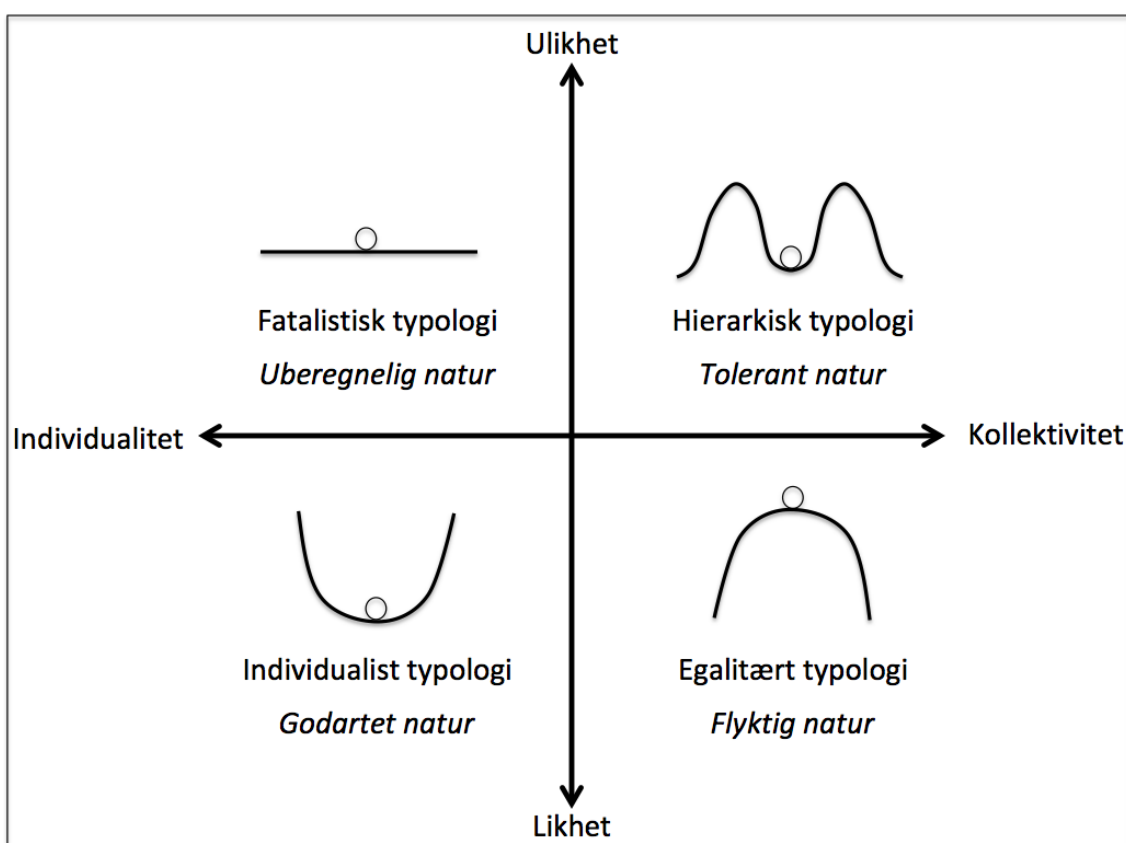 Ulikhet
Fatalistisk typologi
Uberegnelig natur
Hierarkisk typologi
Tolerant natur
Individualitet
Kollektivitet
Individualist typologi
Godartet natur
Egalitært typologi
Flyktig natur
Likhet